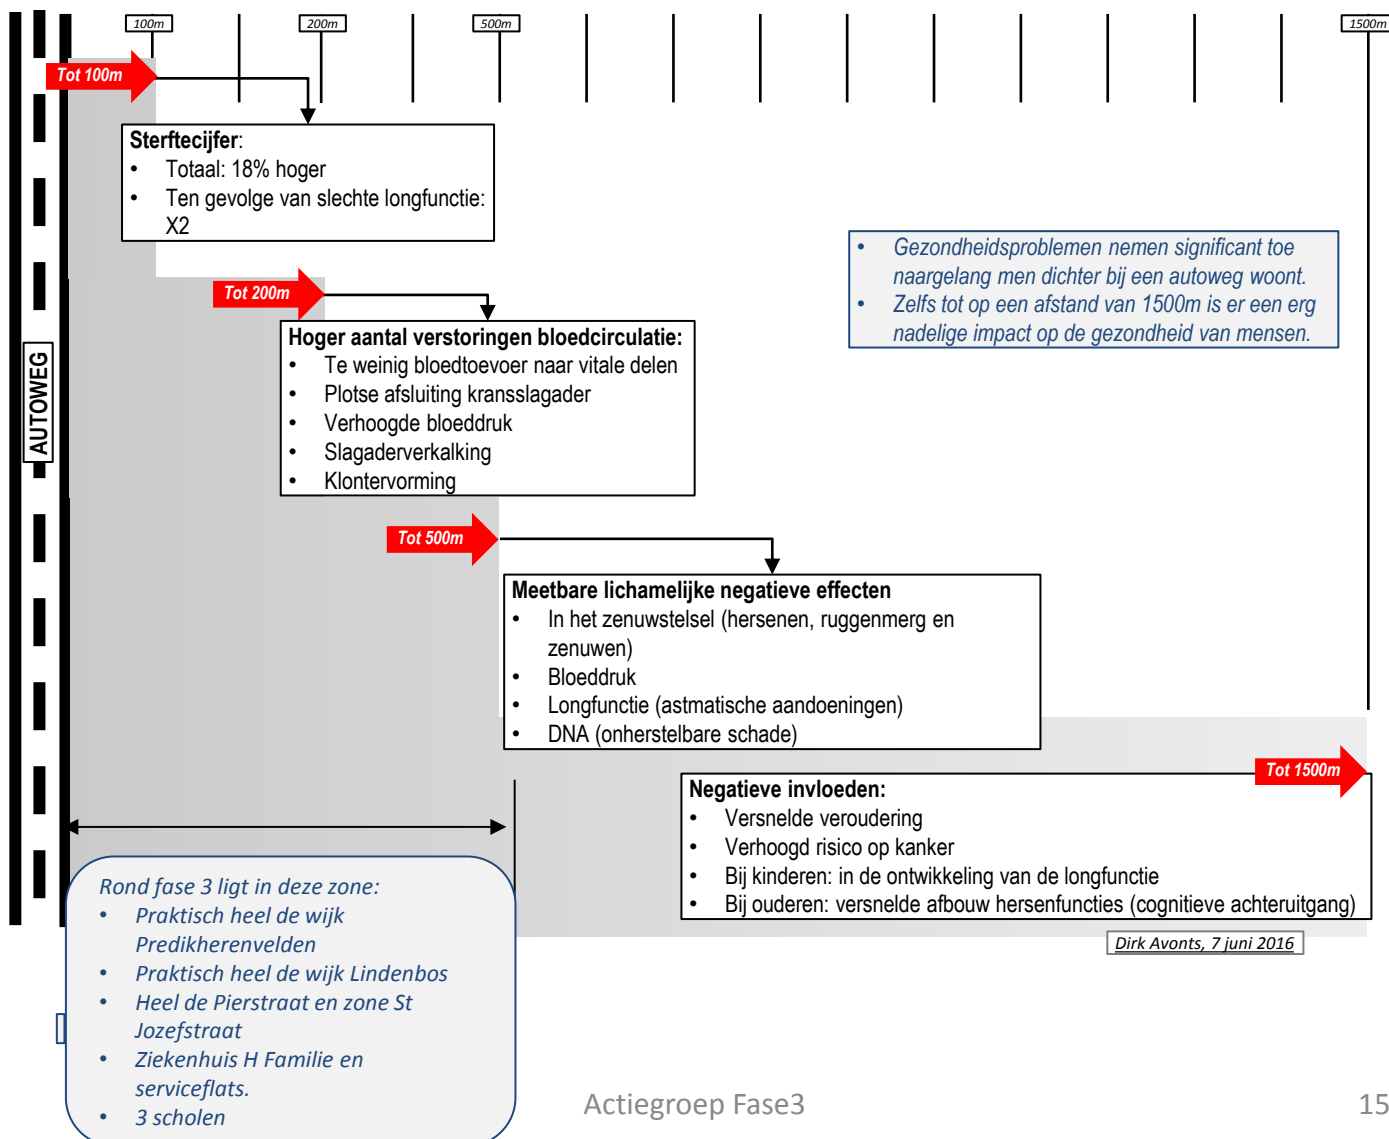 100m
200m
500m
1500m
Tot 100m
Sterftecijfer:
• Totaal: 18% hoger
• Ten gevolge van slechte longfunctie:
X2
• Gezondheidsproblemen nemen significant toe
naargelang men dichter bij een autoweg woont.
• Zelfs tot op een afstand van 1500m is er een erg
nadelige impact op de gezondheid van mensen.
Tot 200m
Hoger aantal verstoringen bloedcirculatie:
• Te weinig bloedtoevoer naar vitale delen
• Plotse afsluiting kransslagader
• Verhoogde bloeddruk
• Slagaderverkalking
• Klontervorming
AUTOWEG
Tot 500m
Meetbare lichamelijke negatieve effecten
• In het zenuwstelsel (hersenen, ruggenmerg en
zenuwen)
• Bloeddruk
• Longfunctie (astmatische aandoeningen)
• DNA (onherstelbare schade)
Tot 1500m
Negatieve invloeden:
• Versnelde veroudering
• Verhoogd risico op kanker
• Bij kinderen: in de ontwikkeling van de longfunctie
• Bij ouderen: versnelde afbouw hersenfuncties (cognitieve achteruitgang)
Dirk Avonts, 7 juni 2016
Rond fase 3 ligt in deze zone:
• Praktisch heel de wijk
Predikherenvelden
• Praktisch heel de wijk Lindenbos
• Heel de Pierstraat en zone St
Jozefstraat
• Ziekenhuis H Familie en
serviceflats.
• 3 scholen
Actiegroep Fase3
15